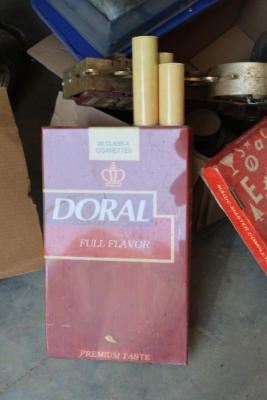 20 CLASS A
CIGARETTES
DORAL
FULL FLAVOR
PREMIUM TASTE